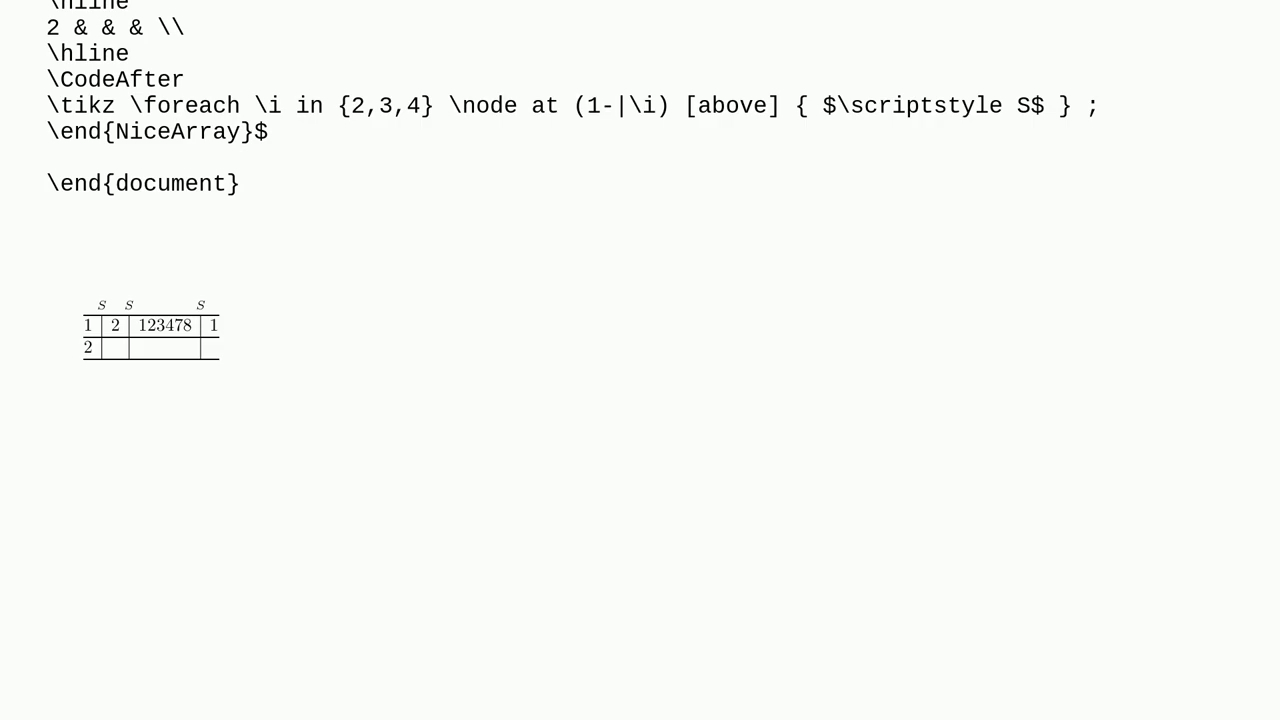 \hline
2 & & & \\
\hline
\CodeAfter
\tikz \foreach \i in {2,3,4} \node at (1-|\i) [above] { $\scriptstyle S$ } ;
\end{NiceArray}$
\end{document}
S S S
1 2 123478 1
2